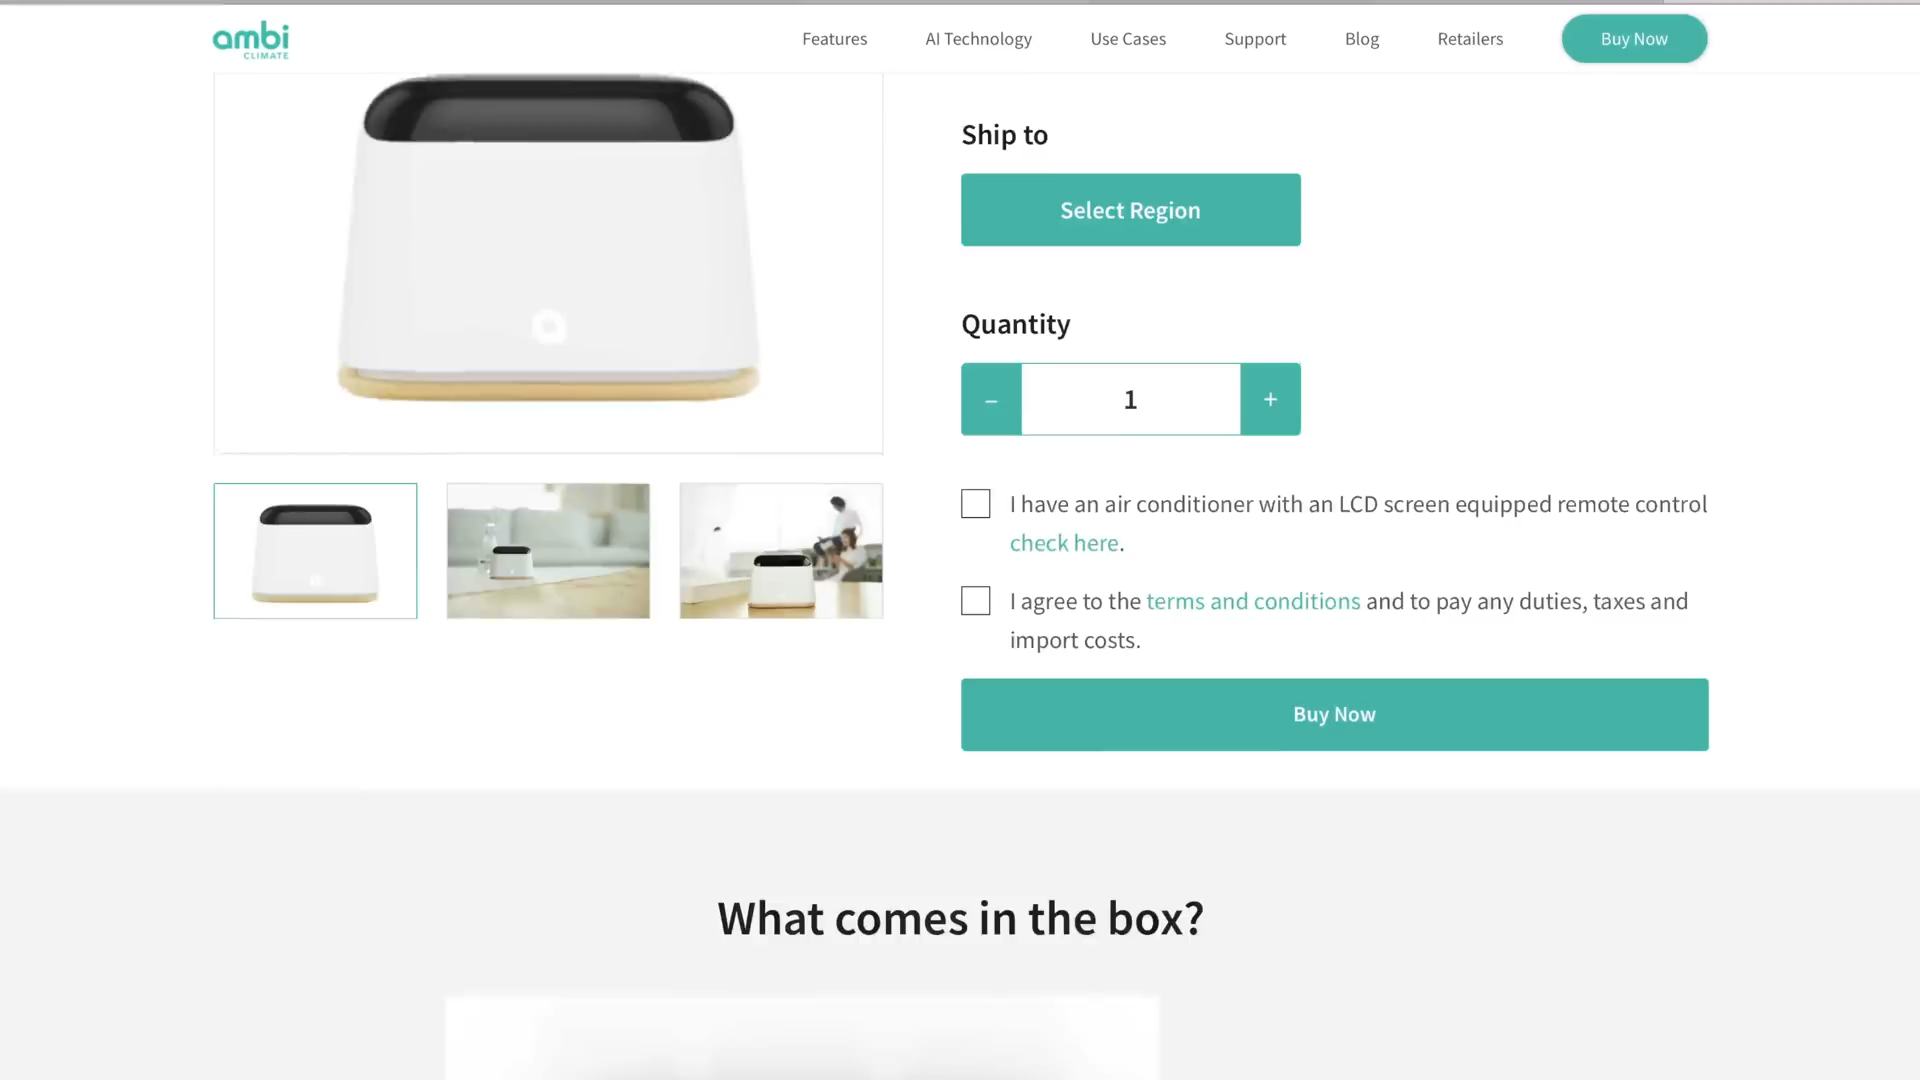 ambi
CLIMATE
Features
AI Technology
Use Cases
Support
Blog
Retailers
Buy Now
Ship to
Select Region
Quantity
– 1 +
I have an air conditioner with an LCD screen equipped remote control
check here.
I agree to the terms and conditions and to pay any duties, taxes and
import costs.
Buy Now
What comes in the box?